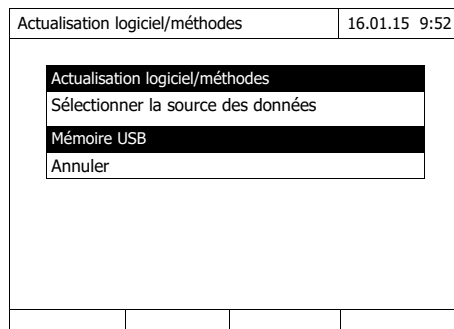 Actualisation logiciel/méthodes 16.01.15 9:52
Actualisation logiciel/méthodes
Sélectionner la source des données
Mémoire USB
Annuler